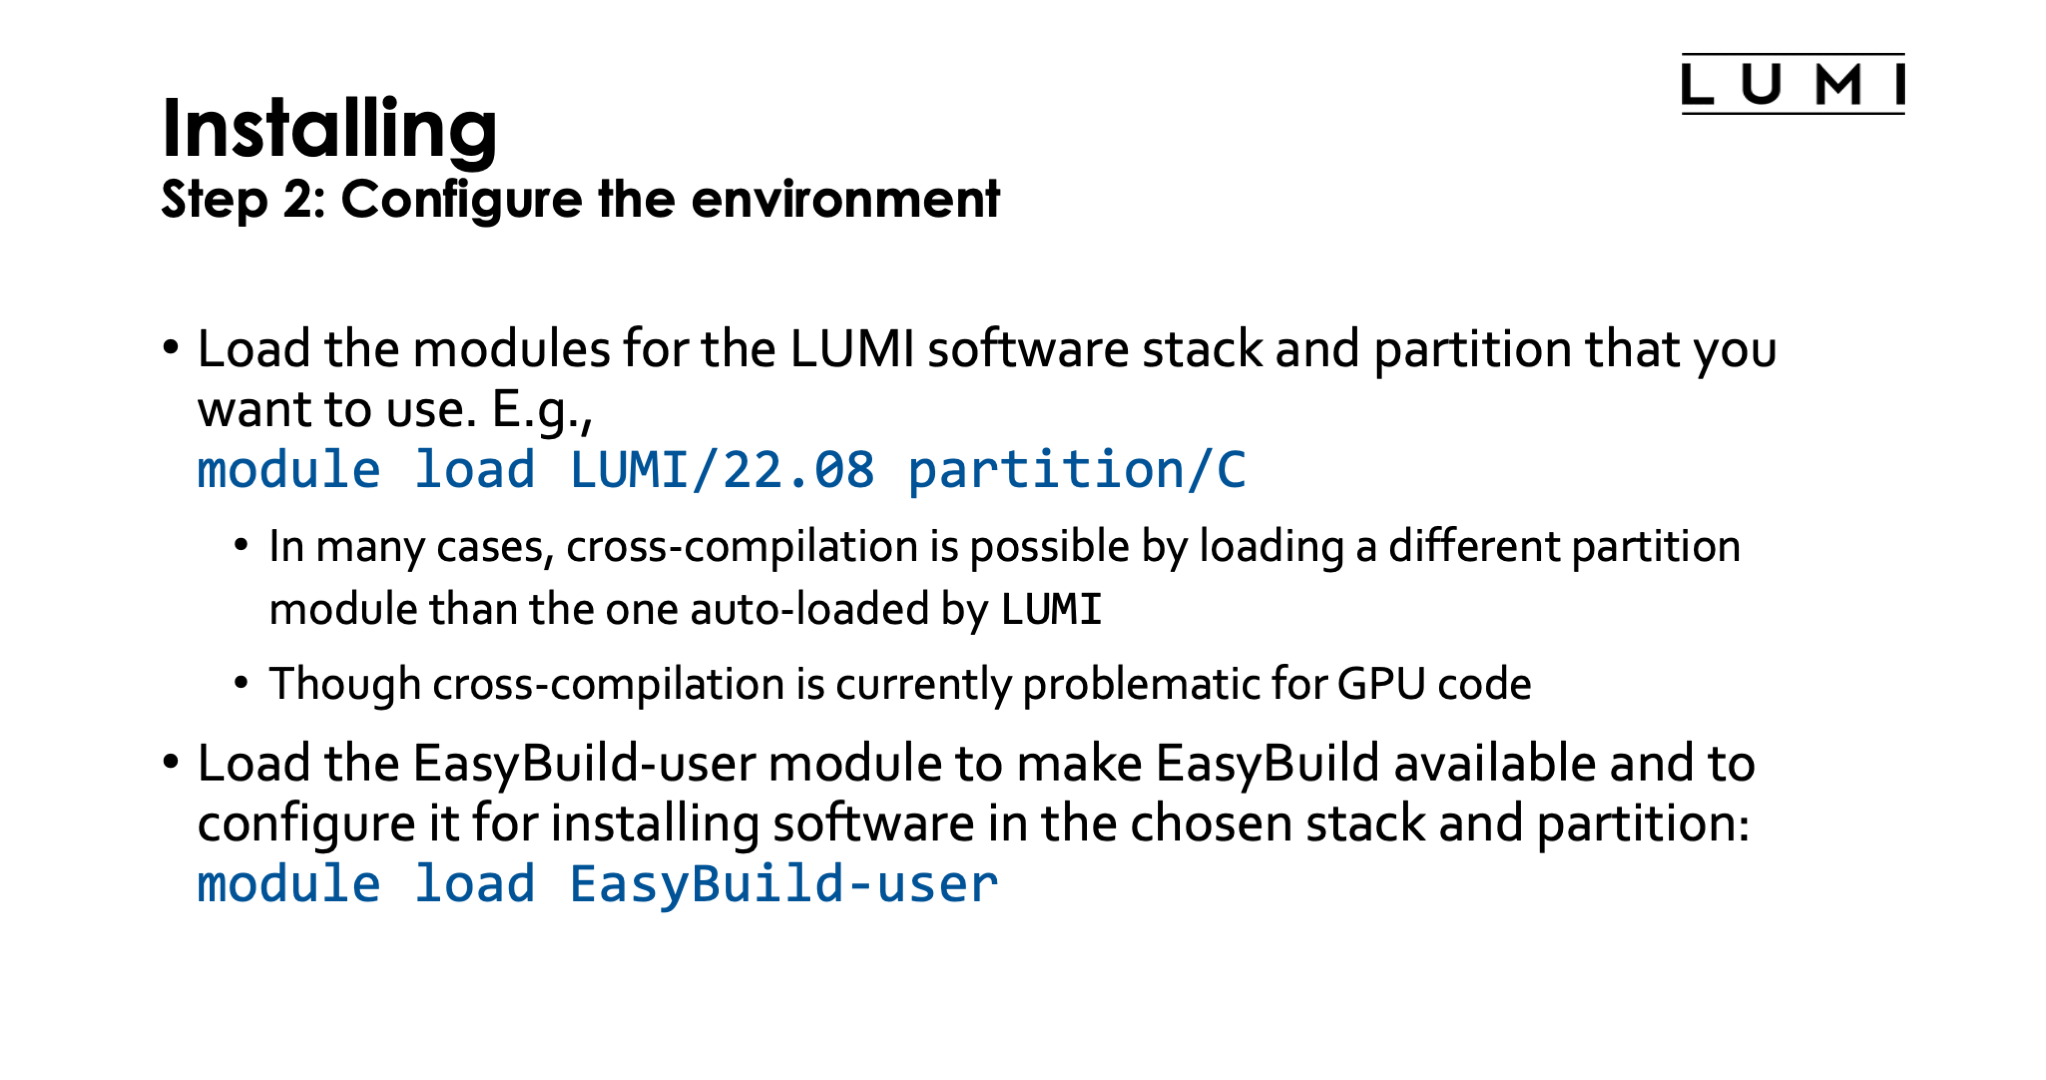 LUMI
Installing
Step 2: Configure the environment
• Load the modules for the LUMI software stack and partition that you
want to use. E.g.,
module load LUMI/22.08 partition/C
• In many cases, cross-compilation is possible by loading a different partition
module than the one auto-loaded by LUMI
• Though cross-compilation is currently problematic for GPU code
• Load the EasyBuild-user module to make EasyBuild available and to
configure it for installing software in the chosen stack and partition:
module load EasyBuild-user